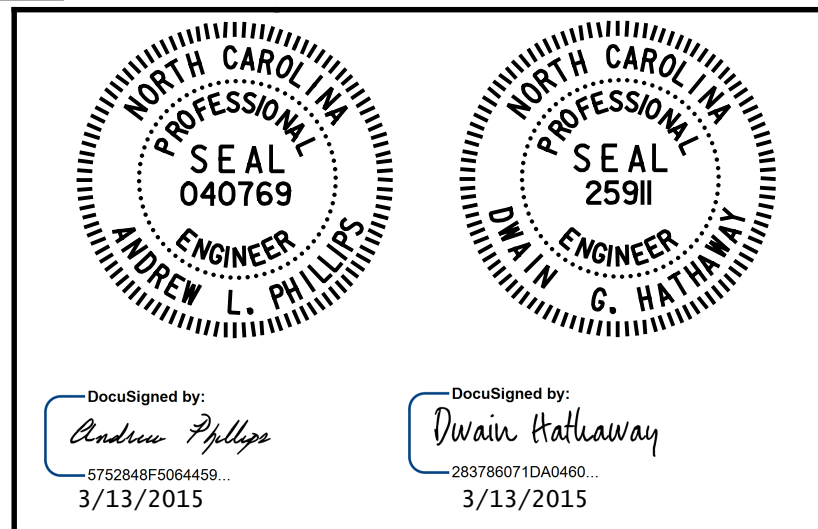 NORTH CAROLINA
PROFESSIONAL
SEAL
040769
ENGINEER
ANDREW L. PHILLIPS
DocuSigned by:
Andrew Phillips
5752848F5064459...
3/13/2015
NORTH CAROLINA
PROFESSIONAL
SEAL
25911
ENGINEER
DWAIN G. HATHAWAY
DocuSigned by:
Dwain Hathaway
283786071DA0460...
3/13/2015